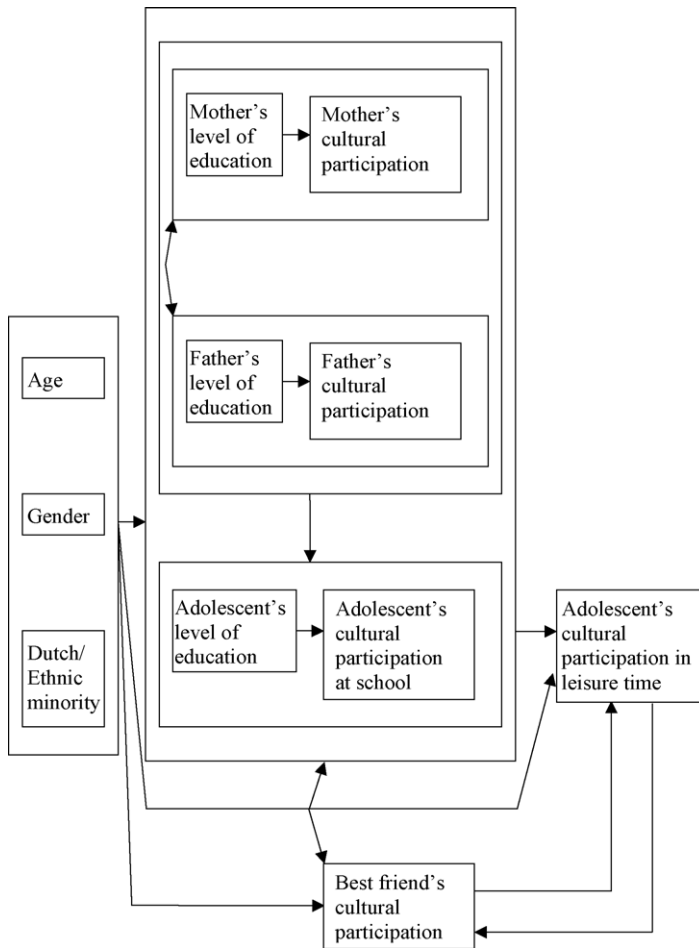 Mother’s
level of
education
Mother’s
cultural
participation
Father’s
level of
education
Father’s
cultural
participation
Age
Gender
Dutch/
Ethnic
minority
Adolescent’s
level of
education
Adolescent’s
cultural
participation
at school
Adolescent’s
cultural
participation in
leisure time
Best friend’s
cultural
participation